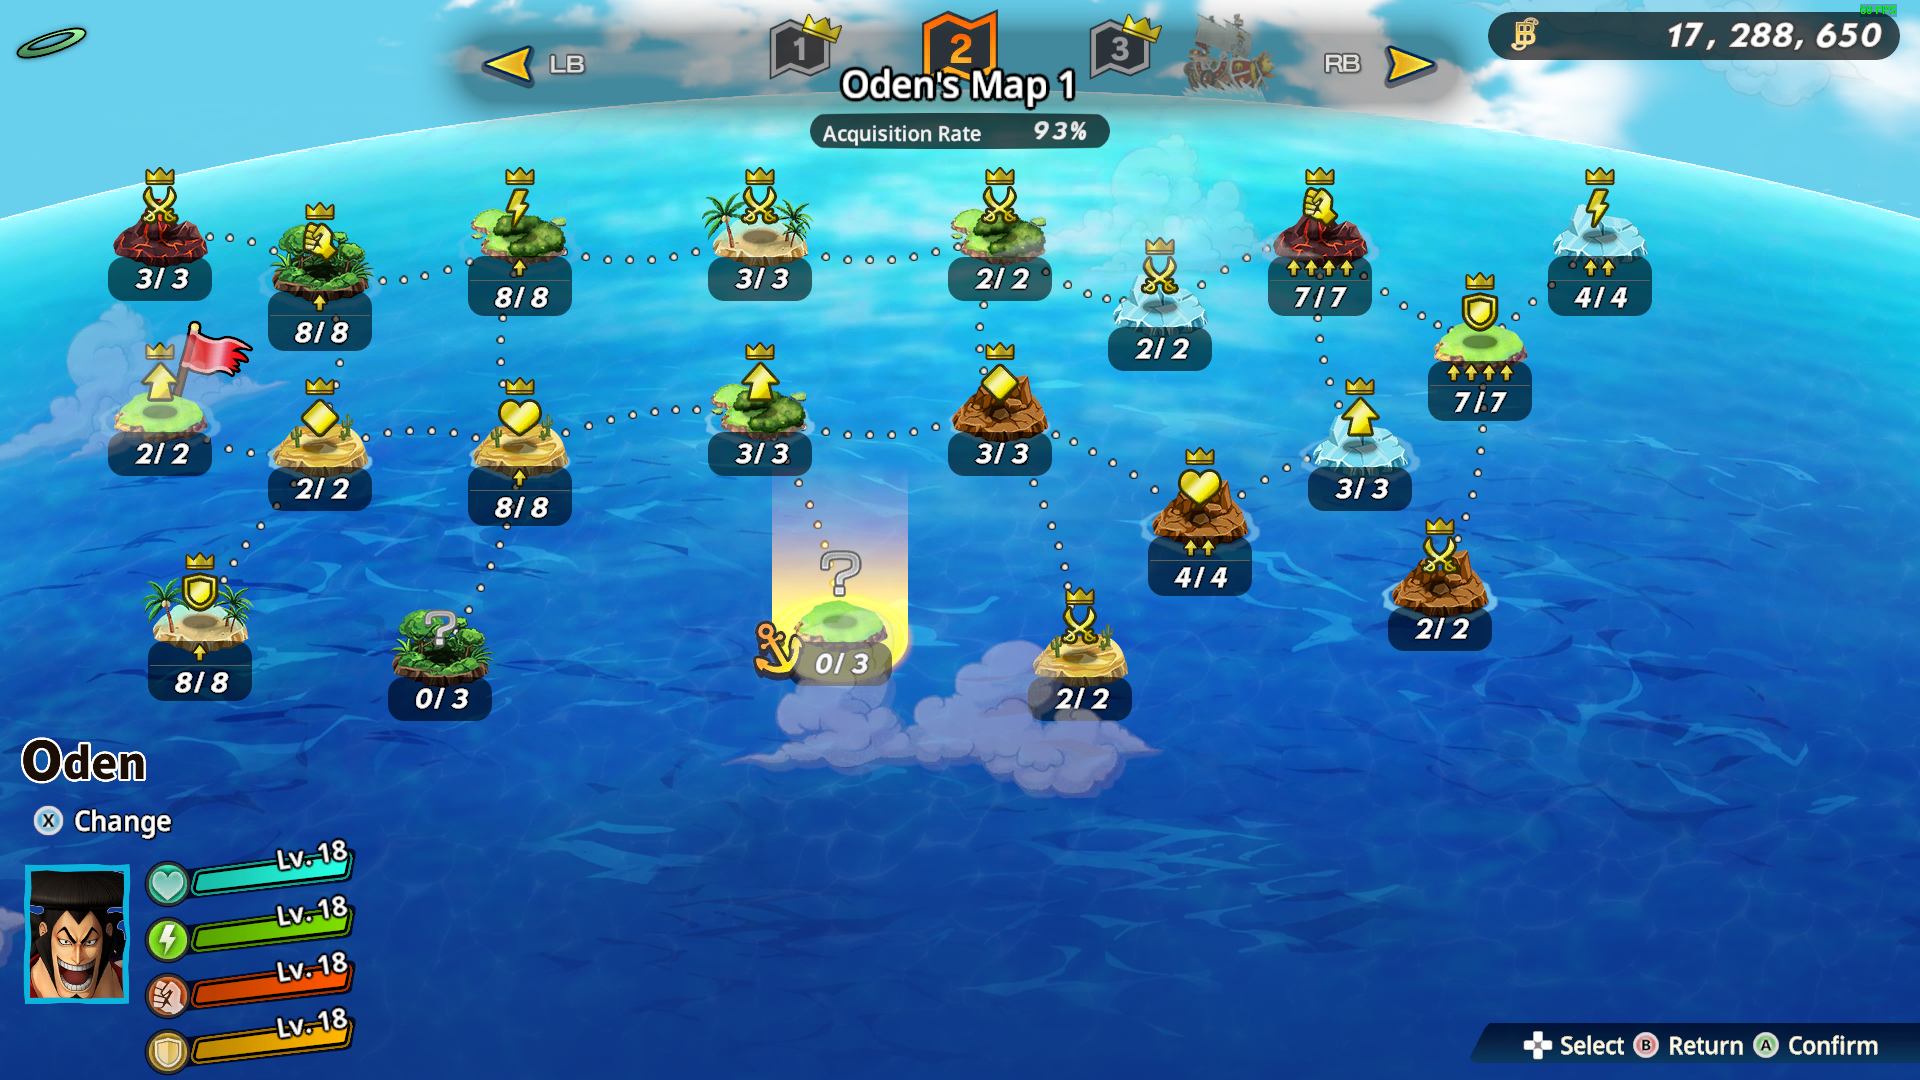 60 FPS
LB
1
2
3
RB
17, 288, 650
Oden's Map 1
Acquisition Rate 93%
3/ 3
8/ 8
8/ 8
3/ 3
2/ 2
2/ 2
7/ 7
4/ 4
7/ 7
2/ 2
2/ 2
8/ 8
3/ 3
3/ 3
4/ 4
3/ 3
2/ 2
8/ 8
?
0/ 3
?
0/ 3
2/ 2
Oden
X Change
Lv.18
Lv.18
Lv.18
Lv.18
Select B Return A Confirm